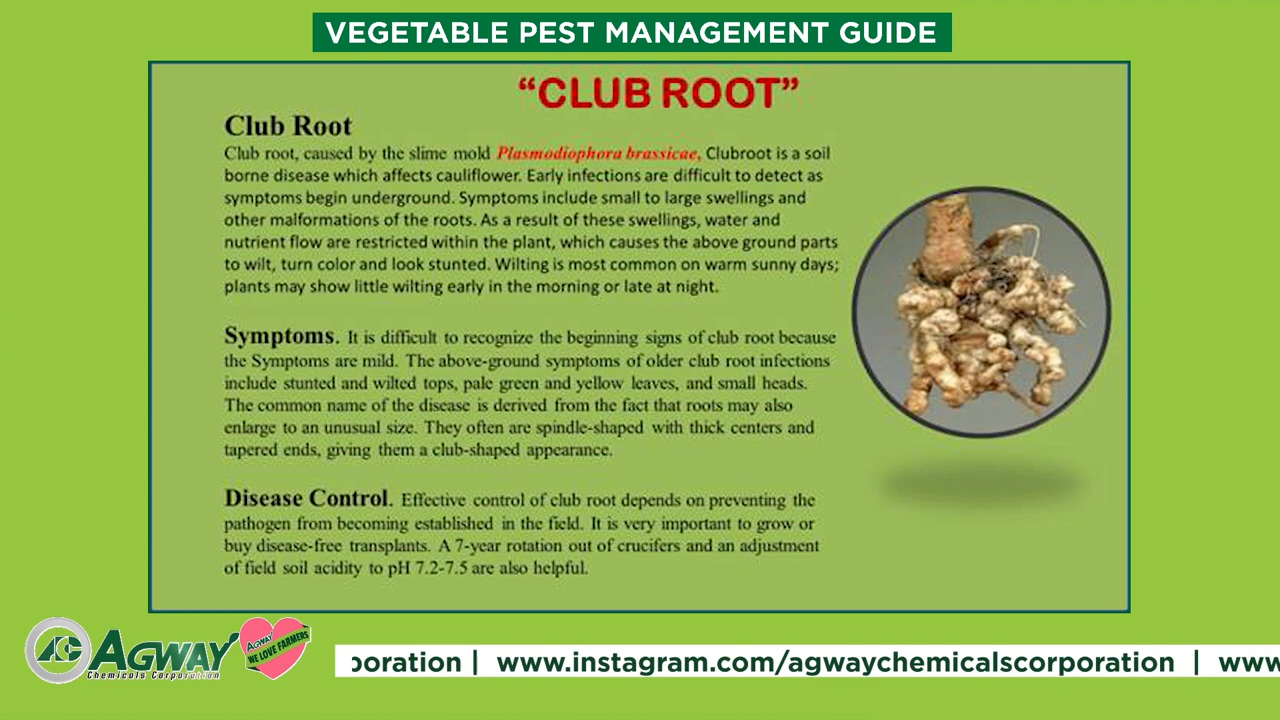 VEGETABLE PEST MANAGEMENT GUIDE
“CLUB ROOT”
Club Root
Club root, caused by the slime mold Plasmodiophora brassicae, Clubroot is a soil
borne disease which affects cauliflower. Early infections are difficult to detect as
symptoms begin underground. Symptoms include small to large swellings and
other malformations of the roots. As a result of these swellings, water and
nutrient flow are restricted within the plant, which causes the above ground parts
to wilt, turn color and look stunted. Wilting is most common on warm sunny days;
plants may show little wilting early in the morning or late at night.
Symptoms. It is difficult to recognize the beginning signs of club root because
the Symptoms are mild. The above-ground symptoms of older club root infections
include stunted and wilted tops, pale green and yellow leaves, and small heads.
The common name of the disease is derived from the fact that roots may also
enlarge to an unusual size. They often are spindle-shaped with thick centers and
tapered ends, giving them a club-shaped appearance.
Disease Control. Effective control of club root depends on preventing the
pathogen from becoming established in the field. It is very important to grow or
buy disease-free transplants. A 7-year rotation out of crucifers and an adjustment
of field soil acidity to pH 7.2-7.5 are also helpful.
AC AGWAY
Chemicals Corporation
AGWAY
WE LOVE FARMERS
poration | www.instagram.com/agwaychemicalscorporation | www